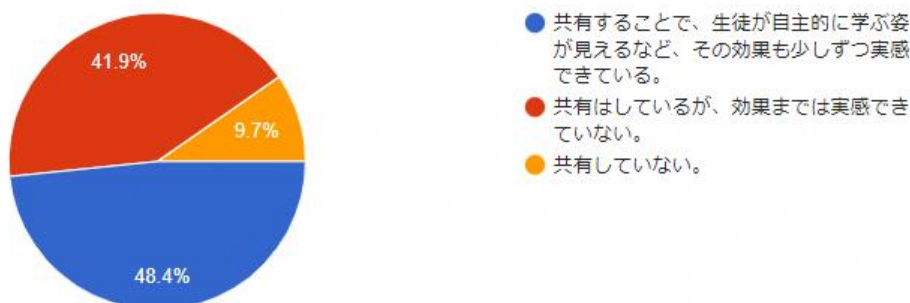 41.9%
9.7%
48.4%
共有することで、生徒が自主的に学ぶ姿
が見えるなど、その効果も少しずつ実感
できている。
共有はしているが、効果までは実感でき
ていない。
共有していない。